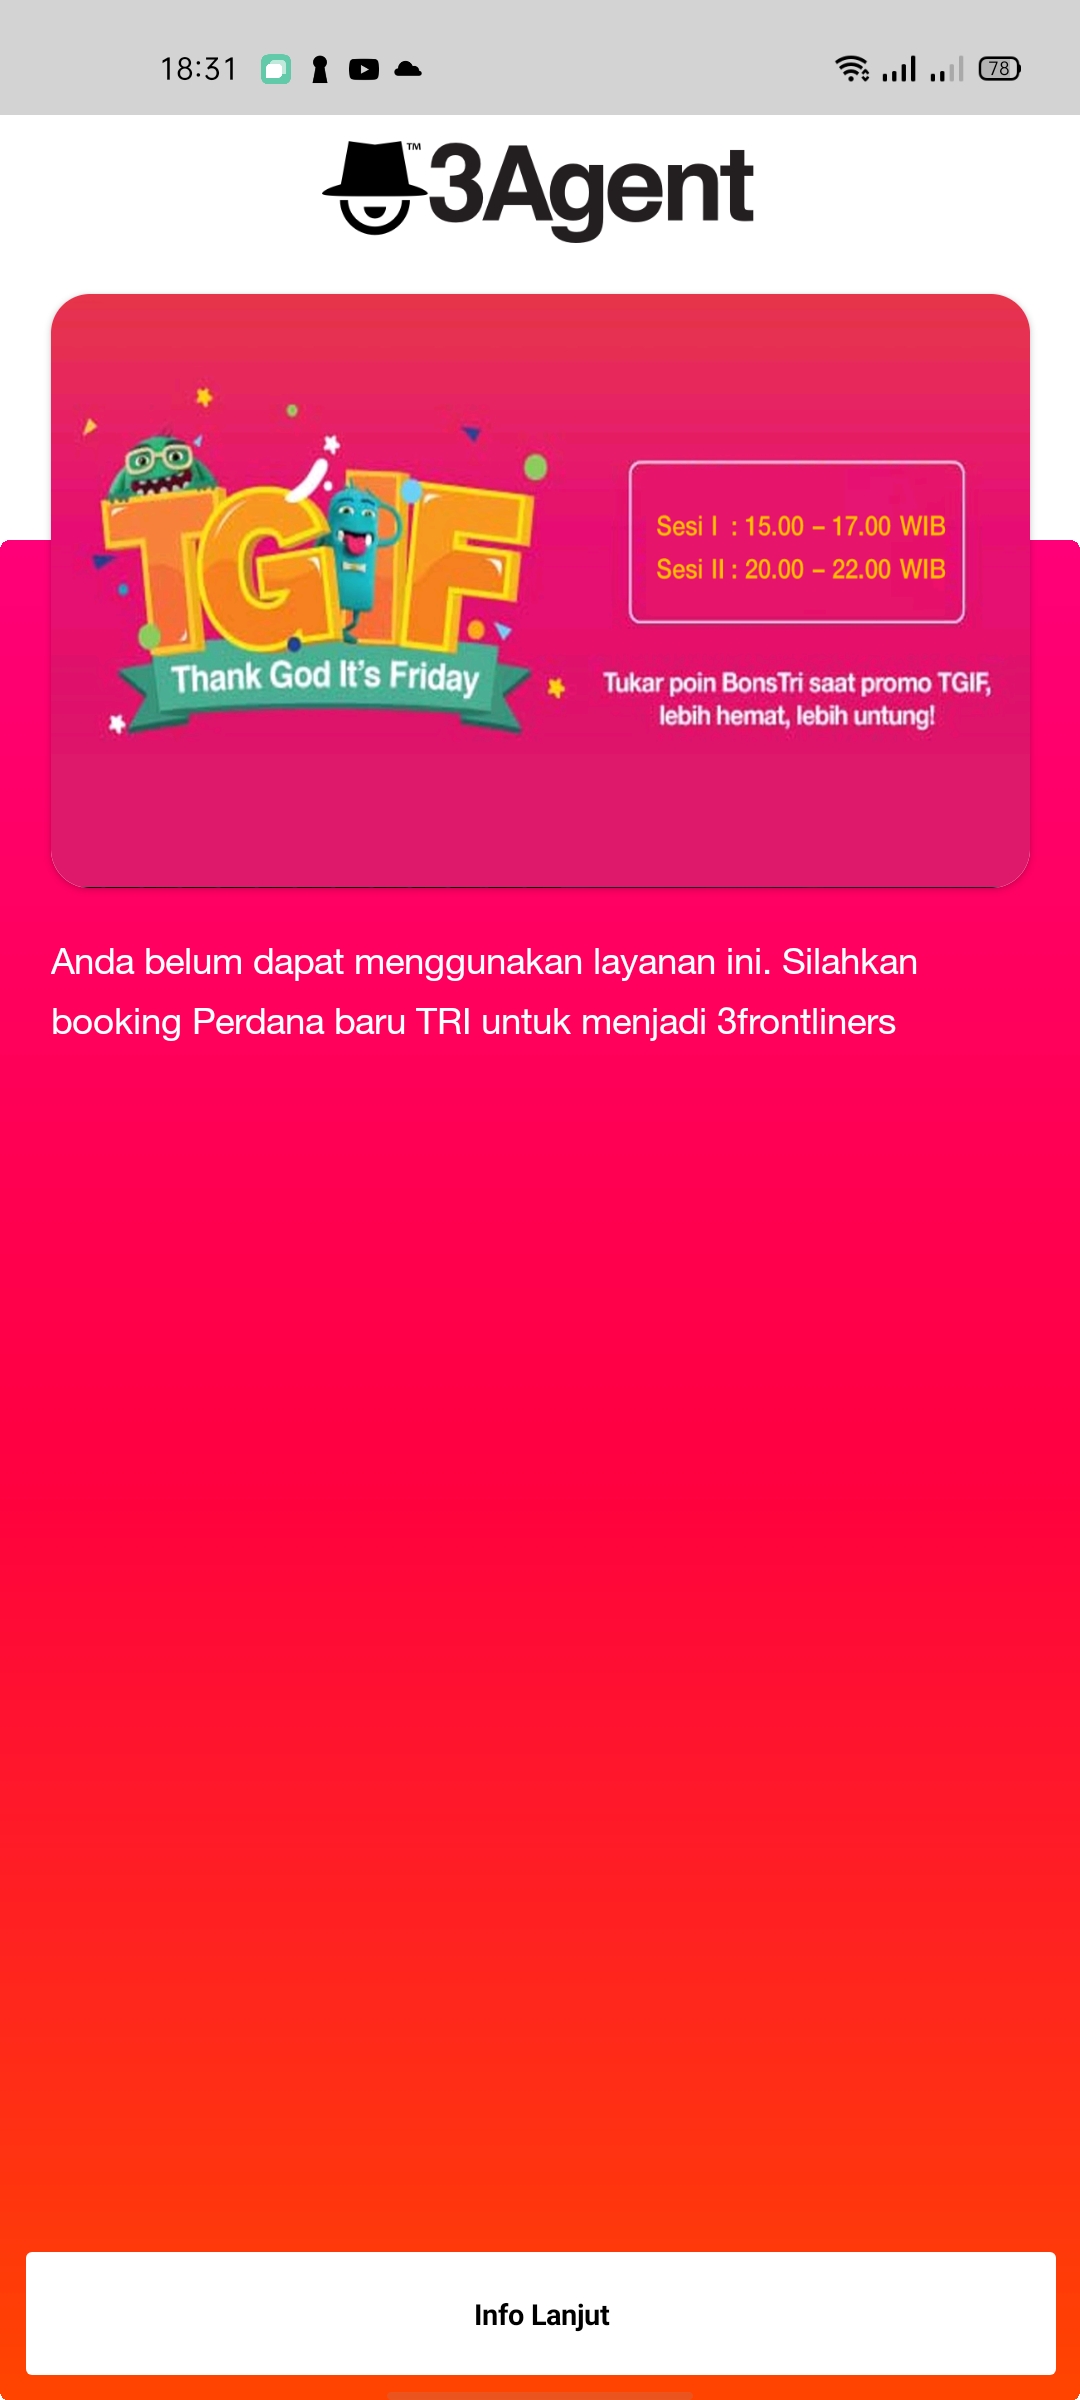 18:31
78
™
3Agent
TGIF
Thank God It's Friday
Sesi I : 15.00 – 17.00 WIB
Sesi II : 20.00 – 22.00 WIB
Tukar poin BonsTri saat promo TGIF,
lebih hemat, lebih untung!
Anda belum dapat menggunakan layanan ini. Silahkan
booking Perdana baru TRI untuk menjadi 3frontliners
Info Lanjut